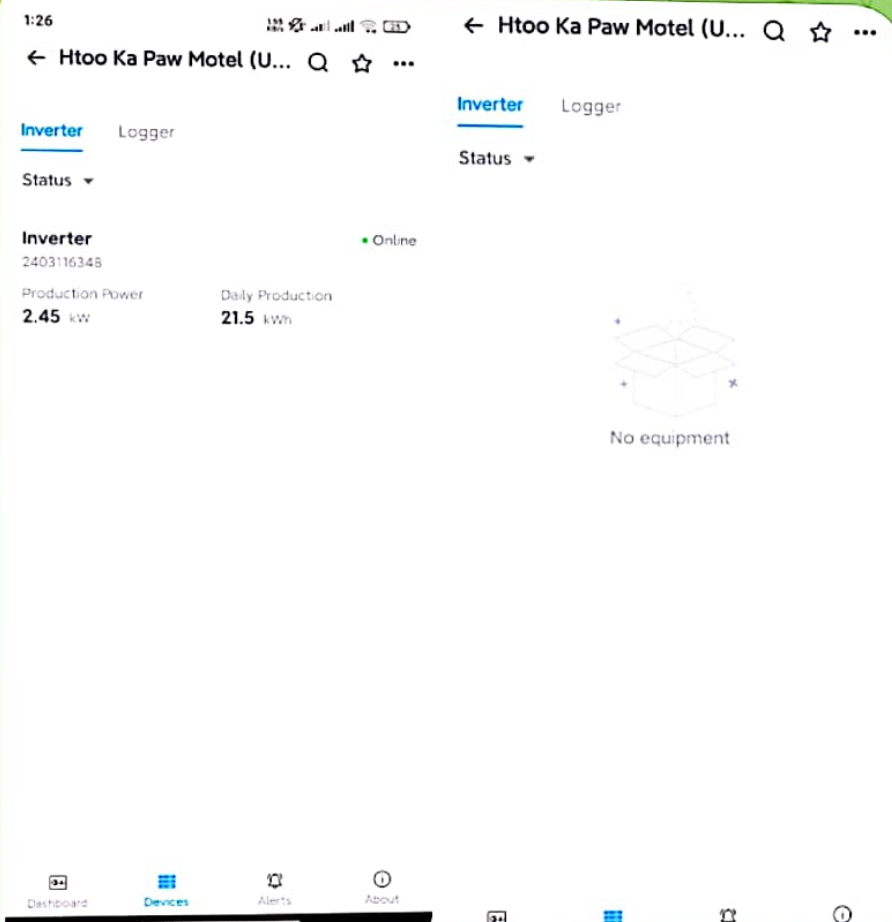 1:26
Htoo Ka Paw Motel (U...
Inverter Logger
Status
Inverter
Online
2403116348
Production Power Daily Production
2.45 kW 21.5 kWh
Dashboard Devices Alerts About
Htoo Ka Paw Motel (U...
Inverter Logger
Status
No equipment